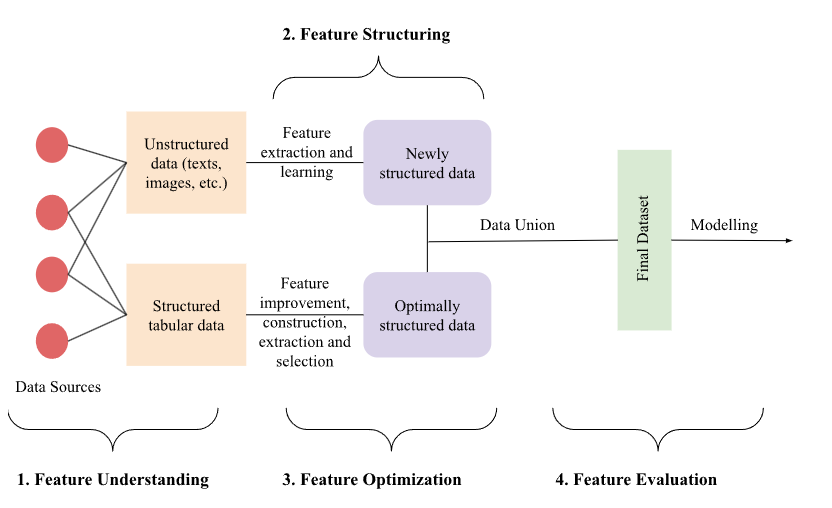 2. Feature Structuring
Unstructured
data (texts,
images, etc.)
Feature
extraction and
learning
Newly
structured data
Data Union
Final Dataset
Modelling
Structured
tabular data
Feature
improvement,
construction,
extraction and
selection
Optimally
structured data
Data Sources
1. Feature Understanding
3. Feature Optimization
4. Feature Evaluation